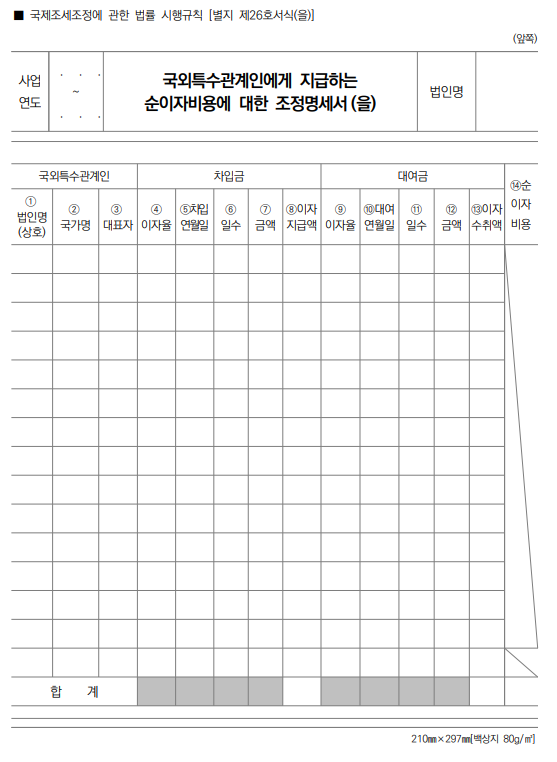 ■ 국제조세조정에 관한 법률 시행규칙 [별지 제26호서식(을)]
(앞쪽)
사업
연도
. . .
~
. . .
국외특수관계인에게 지급하는
순이자비용에 대한 조정명세서 (을)
법인명
국외특수관계인 차입금 대여금 ⑭순
이자
비용
①
법인명
(상호)
②
국가명
③
대표자
④
이자율
⑤차입
연월일
⑥
일수
⑦
금액
⑧이자
지급액
⑨
이자율
⑩대여
연월일
⑪
일수
⑫
금액
⑬이자
수취액
합 계
210㎜×297㎜[백상지 80g/㎡]